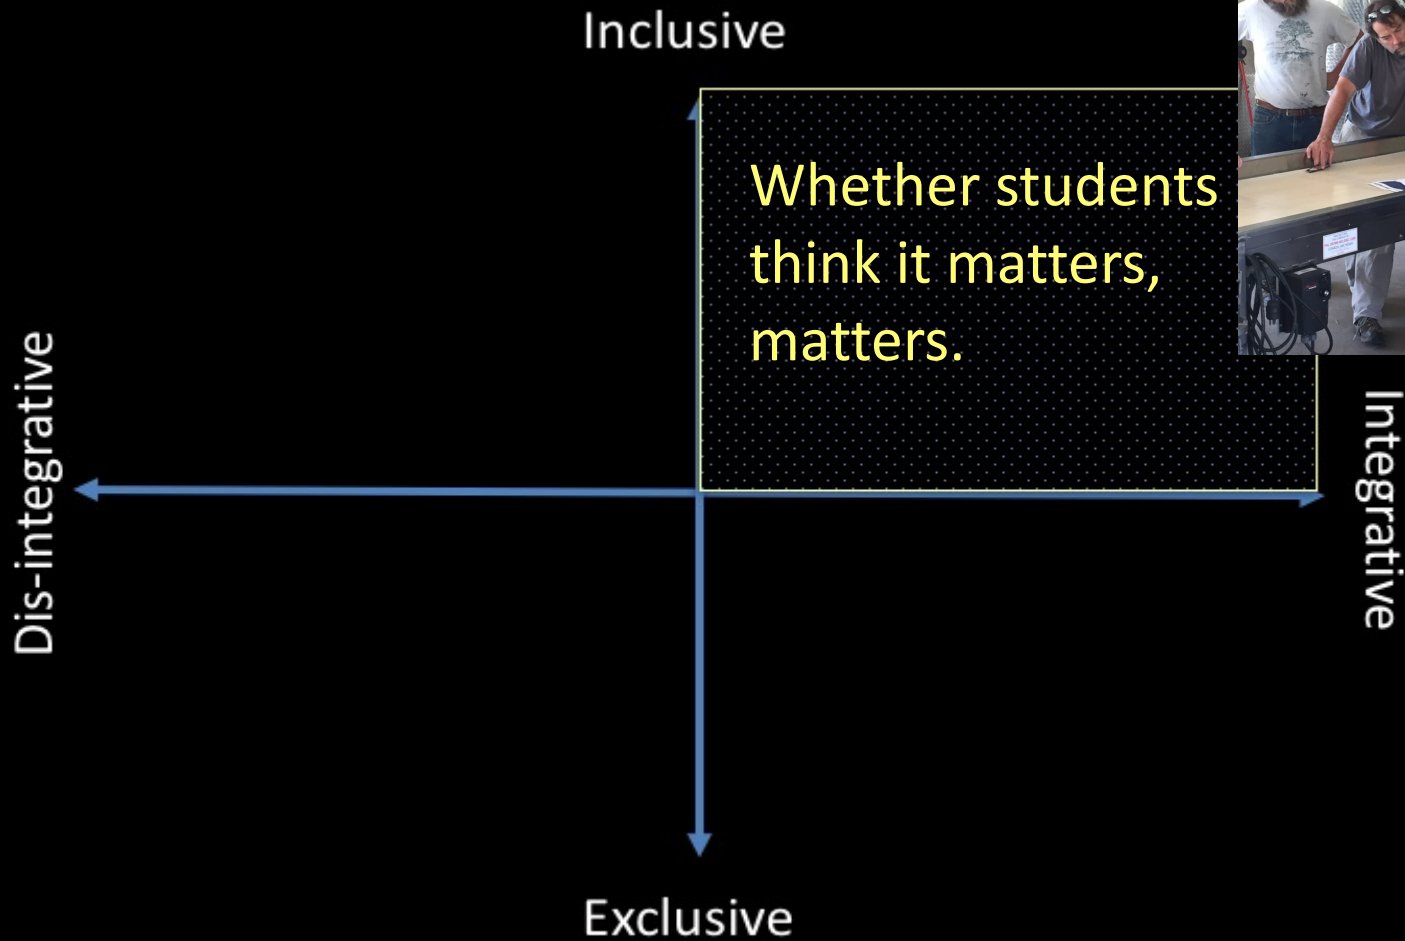 Inclusive
Whether students
think it matters,
matters.
Dis-integrative
Integrative
Exclusive